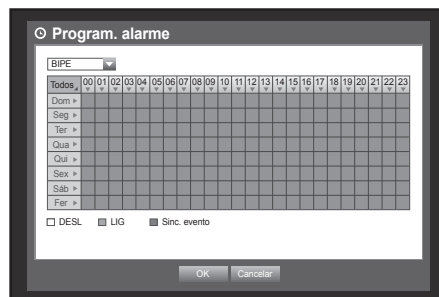 Program. alarme
BIPE
Todos 00 01 02 03 04 05 06 07 08 09 10 11 12 13 14 15 16 17 18 19 20 21 22 23
Dom
Seg
Ter
Qua
Qui
Sex
Sáb
Fer
DESL LIG Sinc. evento
OK Cancelar